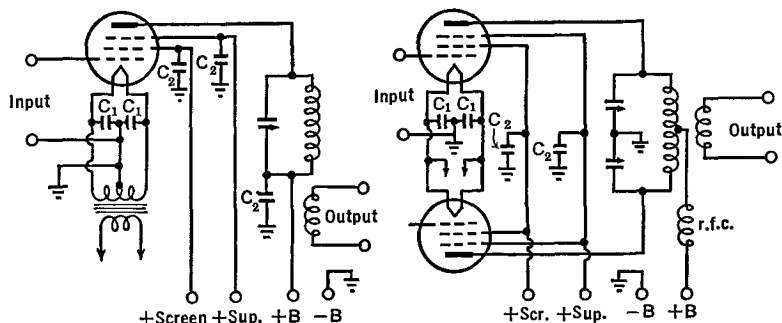 Input
C₁ C₁
C₂
C₂
C₂
Output
+Screen +Sup. +B −B
Input
C₁ C₁
C₂
C₂
Output
r.f.c.
+Scr. +Sup. −B +B